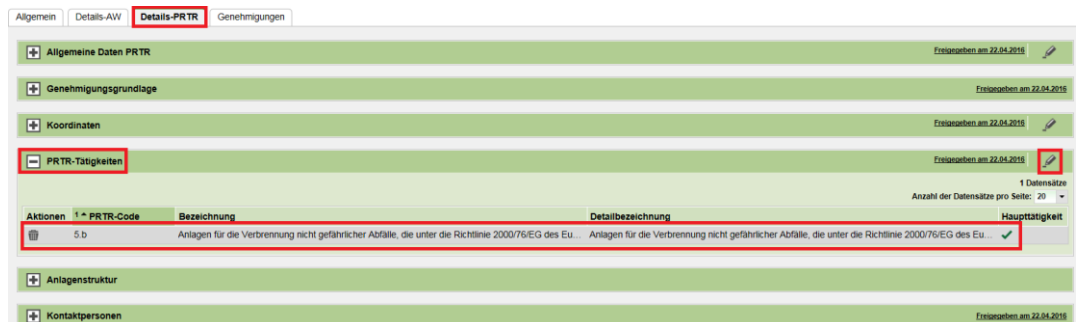 Allgemein Details-AW Details-PRTR Genehmigungen
Allgemeine Daten PRTR Freigegeben am 22.04.2016
Genehmigungsgrundlage Freigegeben am 22.04.2016
Koordinaten Freigegeben am 22.04.2016
PRTR-Tätigkeiten Freigegeben am 22.04.2016
1 Datensätze
Anzahl der Datensätze pro Seite: 20
Aktionen 1 PRTR-Code Bezeichnung Detailbezeichnung Haupttätigkeit
5.b Anlagen für die Verbrennung nicht gefährlicher Abfälle, die unter die Richtlinie 2000/76/EG des Eu... Anlagen für die Verbrennung nicht gefährlicher Abfälle, die unter die Richtlinie 2000/76/EG des Eu...
Anlagenstruktur
Kontaktpersonen Freigegeben am 22.04.2016